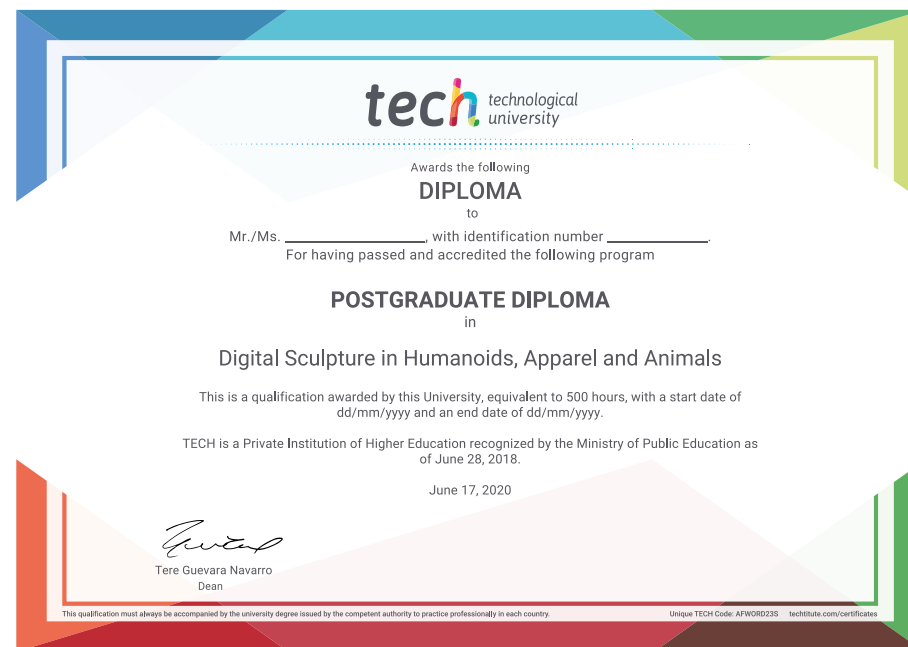 tech technological
university
Awards the following
DIPLOMA
to
Mr./Ms. ____________________, with identification number __________________.
For having passed and accredited the following program
POSTGRADUATE DIPLOMA
in
Digital Sculpture in Humanoids, Apparel and Animals
This is a qualification awarded by this University, equivalent to 500 hours, with a start date of
dd/mm/yyyy and an end date of dd/mm/yyyy.
TECH is a Private Institution of Higher Education recognized by the Ministry of Public Education as
of June 28, 2018.
June 17, 2020
Tere Guevara Navarro
Dean
This qualification must always be accompanied by the university degree issued by the competent authority to practice professionally in each country. Unique TECH Code: AFWORD23S techtitute.com/certificates